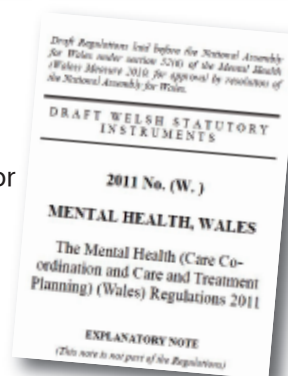 Draft Regulations laid before the National Assembly
for Wales under section 52(6) of the Mental Health
(Wales) Measure 2010, for approval by resolution of
the National Assembly for Wales.
DRAFT WELSH STATUTORY
INSTRUMENTS
2011 No. (W. )
MENTAL HEALTH, WALES
The Mental Health (Care Co-
ordination and Care and Treatment
Planning) (Wales) Regulations 2011
EXPLANATORY NOTE
(This note is not part of the Regulations)
or